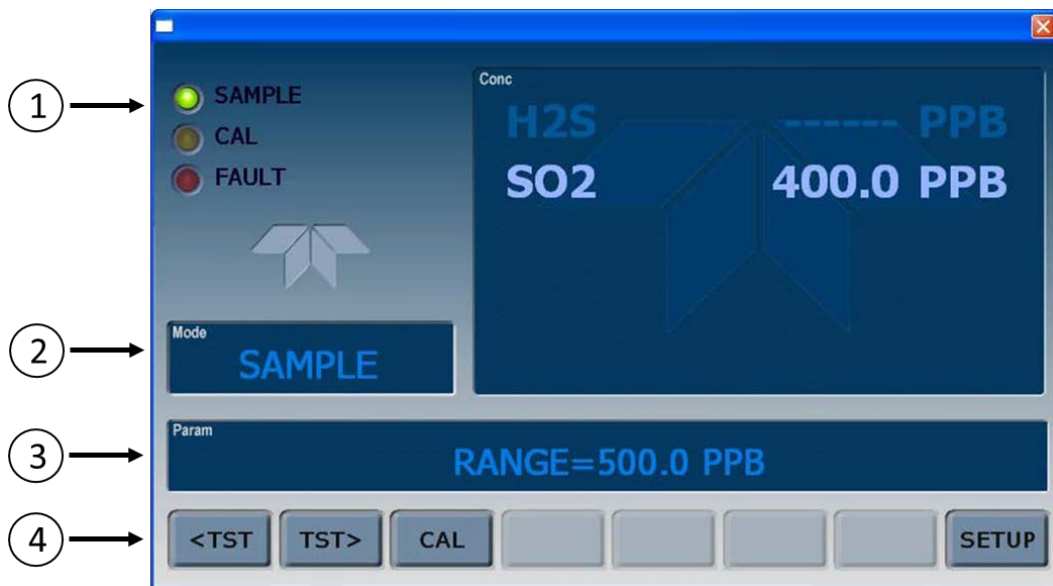 1
SAMPLE
CAL
FAULT
Conc
H2S ------ PPB
SO2 400.0 PPB
2
Mode
SAMPLE
3
Param
RANGE=500.0 PPB
4
<TST TST> CAL SETUP